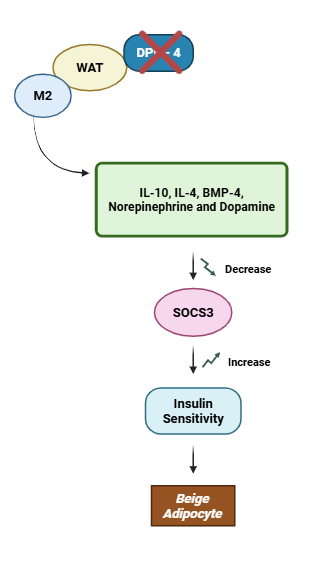 DPP - 4
WAT
M2
IL-10, IL-4, BMP-4,
Norepinephrine and Dopamine
Decrease
SOCS3
Increase
Insulin
Sensitivity
Beige
Adipocyte